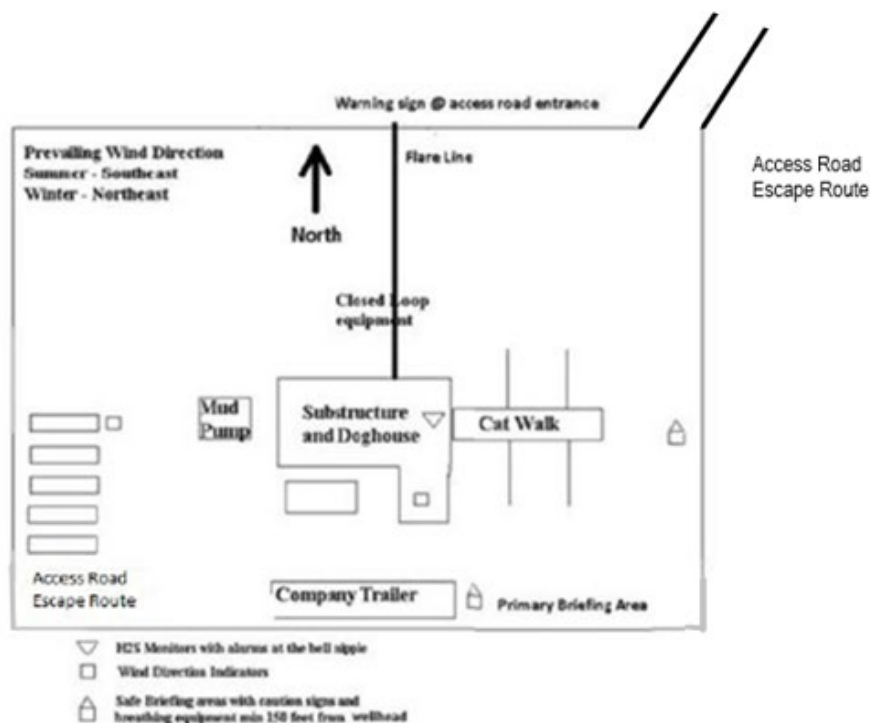 Warning sign @ access road entrance
Prevailing Wind Direction
Summer - Southeast
Winter - Northeast
Flare Line
North
Access Road
Escape Route
Closed Loop
equipment
Mud
Pump
Substructure
and Doghouse
Cat Walk
Access Road
Escape Route
Company Trailer
Primary Briefing Area
H2S Monitors with alarms at the bell nipple
Wind Direction Indicators
Safe Briefing areas with caution signs and
breathing equipment min 150 feet from wellhead